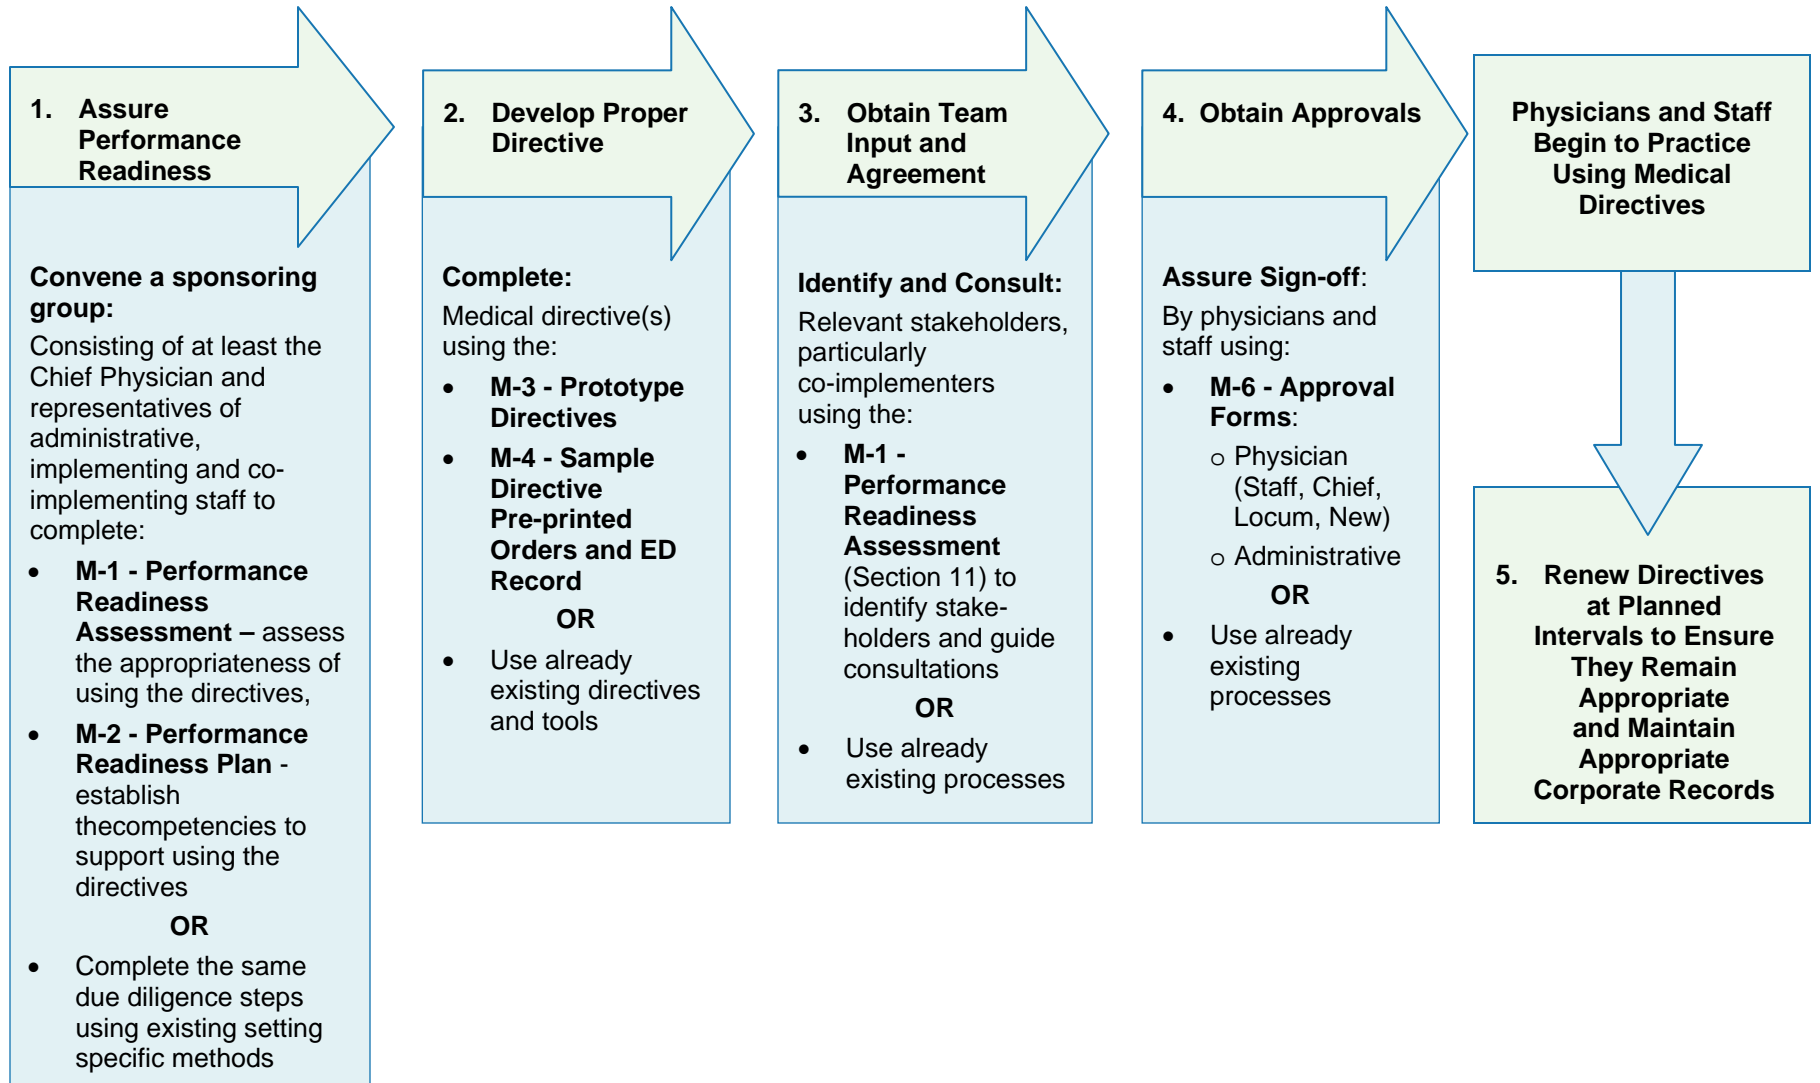 1. Assure
Performance
Readiness
Convene a sponsoring
group:
Consisting of at least the
Chief Physician and
representatives of
administrative,
implementing and co-
implementing staff to
complete:
• M-1 - Performance
Readiness
Assessment – assess
the appropriateness of
using the directives,
• M-2 - Performance
Readiness Plan -
establish
thecompetencies to
support using the
directives
OR
• Complete the same
due diligence steps
using existing setting
specific methods
2. Develop Proper
Directive
Complete:
Medical directive(s)
using the:
• M-3 - Prototype
Directives
• M-4 - Sample
Directive
Pre-printed
Orders and ED
Record
OR
• Use already
existing directives
and tools
3. Obtain Team
Input and
Agreement
Identify and Consult:
Relevant stakeholders,
particularly
co-implementers
using the:
• M-1 -
Performance
Readiness
Assessment
(Section 11) to
identify stake-
holders and guide
consultations
OR
• Use already
existing processes
4. Obtain Approvals
Assure Sign-off:
By physicians and
staff using:
• M-6 - Approval
Forms:
o Physician
(Staff, Chief,
Locum, New)
o Administrative
OR
• Use already
existing
processes
Physicians and Staff
Begin to Practice
Using Medical
Directives
5. Renew Directives
at Planned
Intervals to Ensure
They Remain
Appropriate
and Maintain
Appropriate
Corporate Records